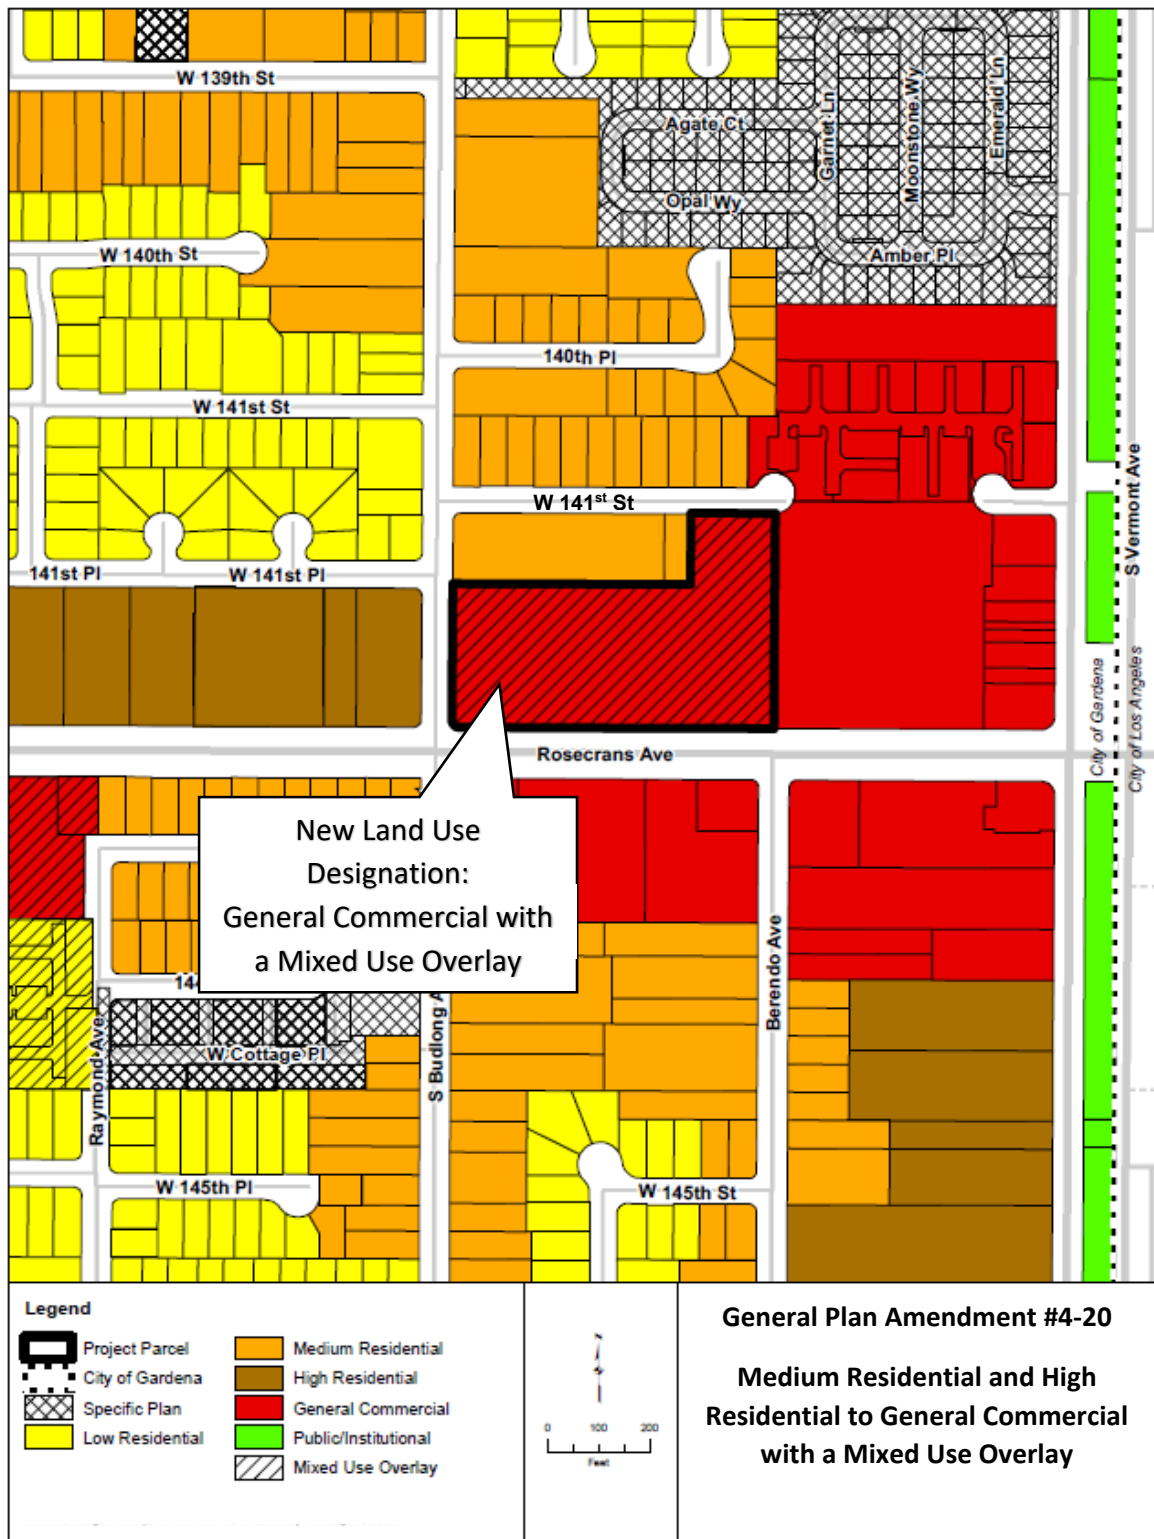 W 139th St
Agate Ct
Garnet Ln
Moonstone Wy
Emerald Ln
Opal Wy
W 140th St
Amber Pl
140th Pl
W 141st St
W 141st St
S Vermont Ave
141st Pl
W 141st Pl
City of Gardena
City of Los Angeles
Rosecrans Ave
New Land Use
Designation:
General Commercial with
a Mixed Use Overlay
Berendo Ave
144
S Budlong A
Raymond Ave
W Cottage Pl
W 145th Pl
W 145th St
Legend
Project Parcel
City of Gardena
Specific Plan
Low Residential
Medium Residential
High Residential
General Commercial
Public/Institutional
Mixed Use Overlay
N
0 100 200
Feet
General Plan Amendment #4-20
Medium Residential and High
Residential to General Commercial
with a Mixed Use Overlay